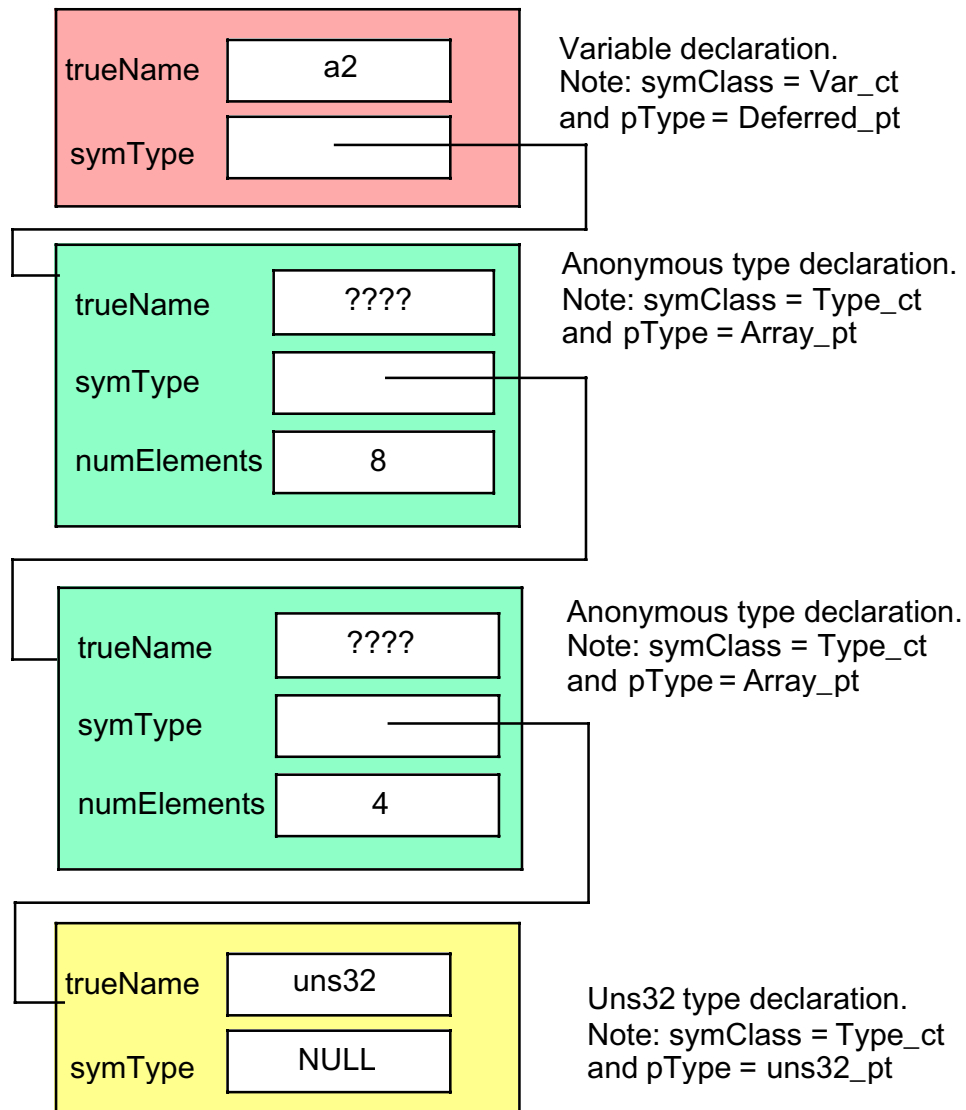 trueName a2
symType
Variable declaration.
Note: symClass = Var_ct
and pType = Deferred_pt
trueName ????
symType
numElements 8
Anonymous type declaration.
Note: symClass = Type_ct
and pType = Array_pt
trueName ????
symType
numElements 4
Anonymous type declaration.
Note: symClass = Type_ct
and pType = Array_pt
trueName uns32
symType NULL
Uns32 type declaration.
Note: symClass = Type_ct
and pType = uns32_pt